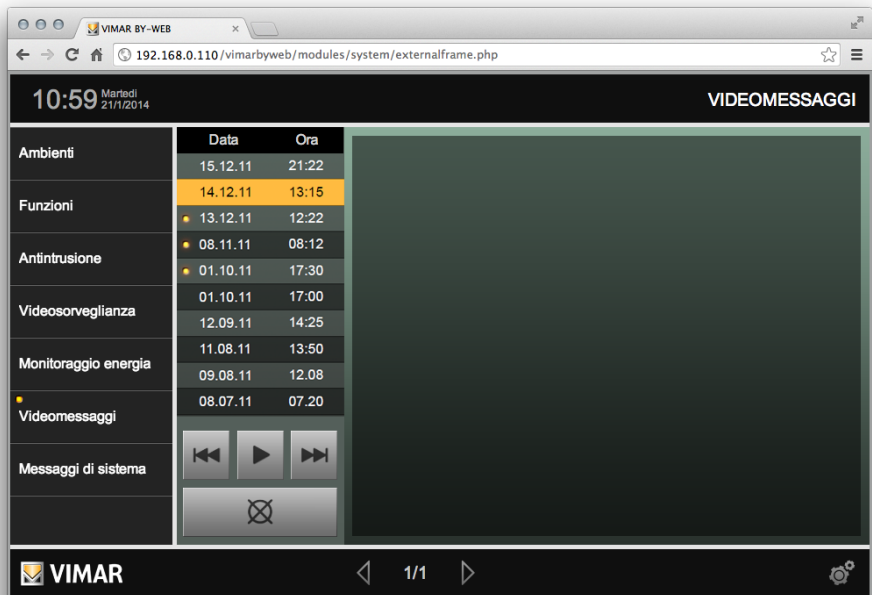 VIMAR BY-WEB
192.168.0.110/vimarbyweb/modules/system/externalframe.php
10:59 Martedì 21/1/2014
VIDEOMESSAGGI
Ambienti
Funzioni
Antintrusione
Videosorveglianza
Monitoraggio energia
Videomessaggi
Messaggi di sistema
Data Ora
15.12.11 21:22
14.12.11 13:15
13.12.11 12:22
08.11.11 08:12
01.10.11 17:30
01.10.11 17:00
12.09.11 14:25
11.08.11 13:50
09.08.11 12.08
08.07.11 07.20
VIMAR
1/1